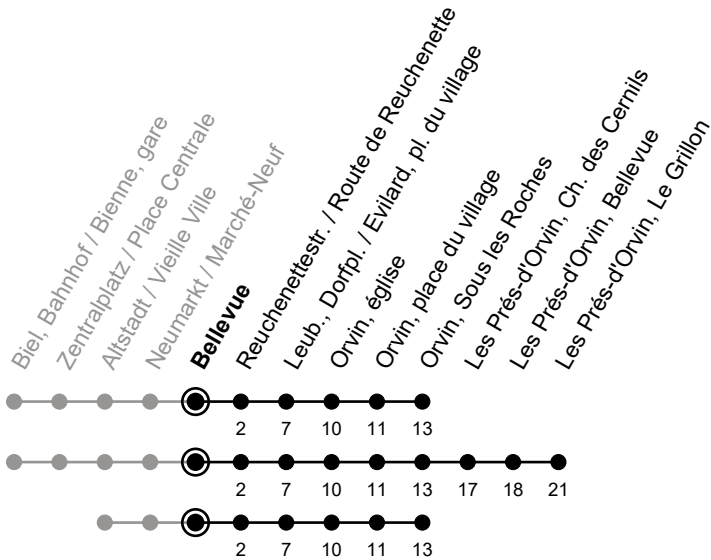 Biel, Bahnhof / Bienne, gare
Zentralplatz / Place Centrale
Altstadt / Vieille Ville
Neumarkt / Marché-Neuf
Bellevue
Reuchenettestr. / Route de Reuchenette
Leub., Dorfpl. / Evilard, pl. du village
Orvin, église
Orvin, place du village
Orvin, Sous les Roches
Les Prés-d'Orvin, Ch. des Cernils
Les Prés-d'Orvin, Bellevue
Les Prés-d'Orvin, Le Grillon
2 7 10 11 13
2 7 10 11 13 17 18 21
2 7 10 11 13